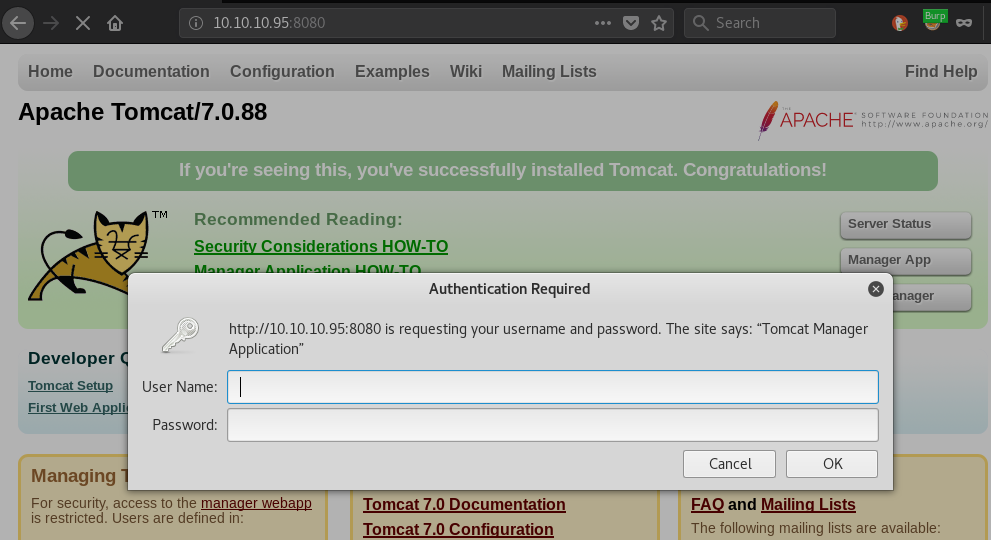 10.10.10.95:8080
Search
Burp
Home Documentation Configuration Examples Wiki Mailing Lists Find Help
Apache Tomcat/7.0.88
THE
APACHE SOFTWARE FOUNDATION
http://www.apache.org/
If you're seeing this, you've successfully installed Tomcat. Congratulations!
TM
Recommended Reading:
Security Considerations HOW-TO
Manager Application HOW-TO
Server Status
Manager App
anager
Authentication Required
http://10.10.10.95:8080 is requesting your username and password. The site says: “Tomcat Manager
Application”
User Name:
Password:
Cancel OK
Developer Q
Tomcat Setup
First Web Applic
Managing T
For security, access to the manager webapp
is restricted. Users are defined in:
Tomcat 7.0 Documentation
Tomcat 7.0 Configuration
FAQ and Mailing Lists
The following mailing lists are available: